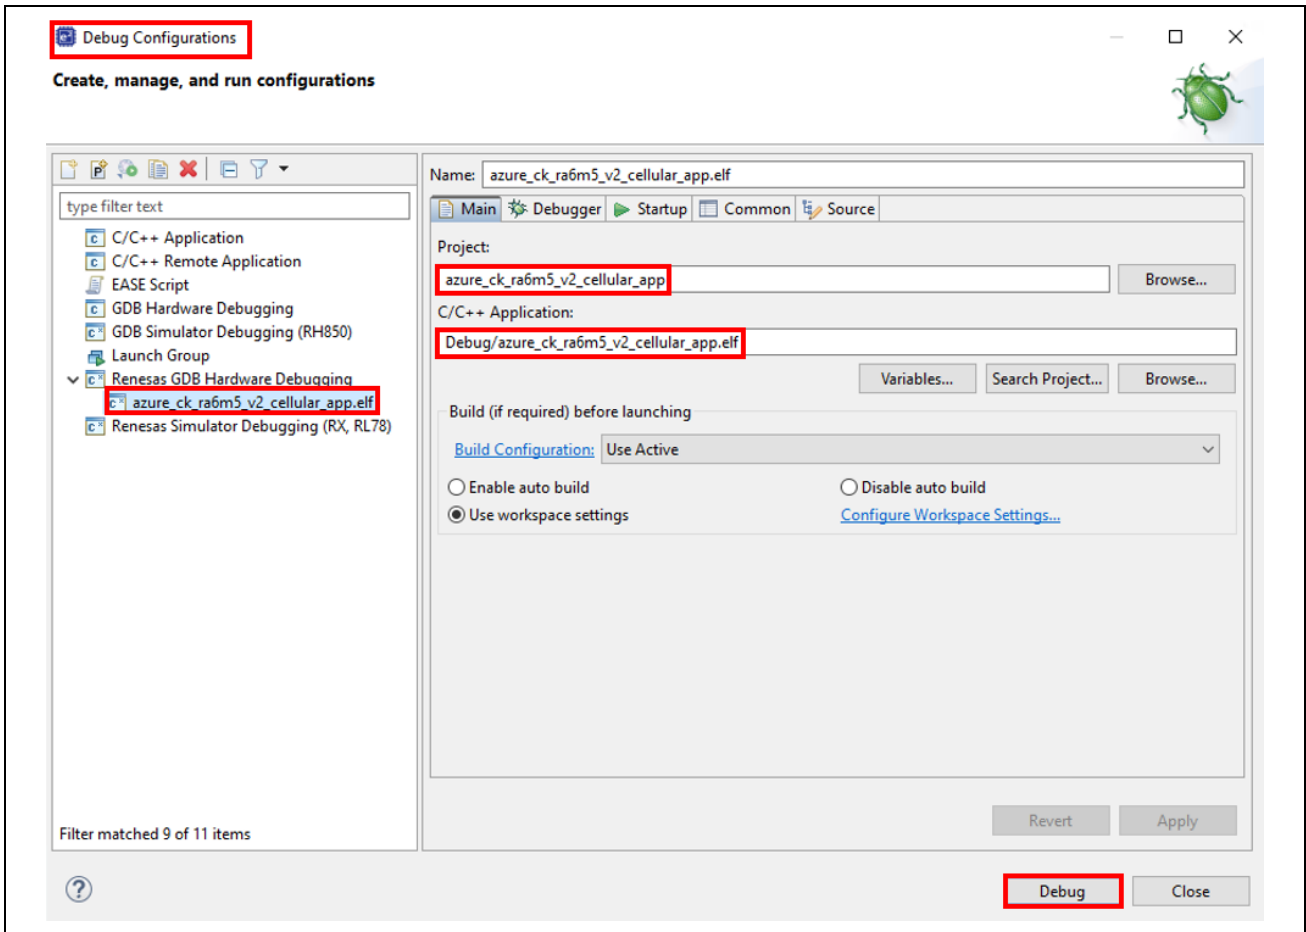 Debug Configurations
Create, manage, and run configurations
type filter text
C/C++ Application
C/C++ Remote Application
EASE Script
GDB Hardware Debugging
GDB Simulator Debugging (RH850)
Launch Group
Renesas GDB Hardware Debugging
azure_ck_ra6m5_v2_cellular_app.elf
Renesas Simulator Debugging (RX, RL78)
Filter matched 9 of 11 items
Name: azure_ck_ra6m5_v2_cellular_app.elf
Main Debugger Startup Common Source
Project:
azure_ck_ra6m5_v2_cellular_app Browse...
C/C++ Application:
Debug/azure_ck_ra6m5_v2_cellular_app.elf
Variables... Search Project... Browse...
Build (if required) before launching
Build Configuration: Use Active
Enable auto build Disable auto build
Use workspace settings Configure Workspace Settings...
Revert Apply
Debug Close